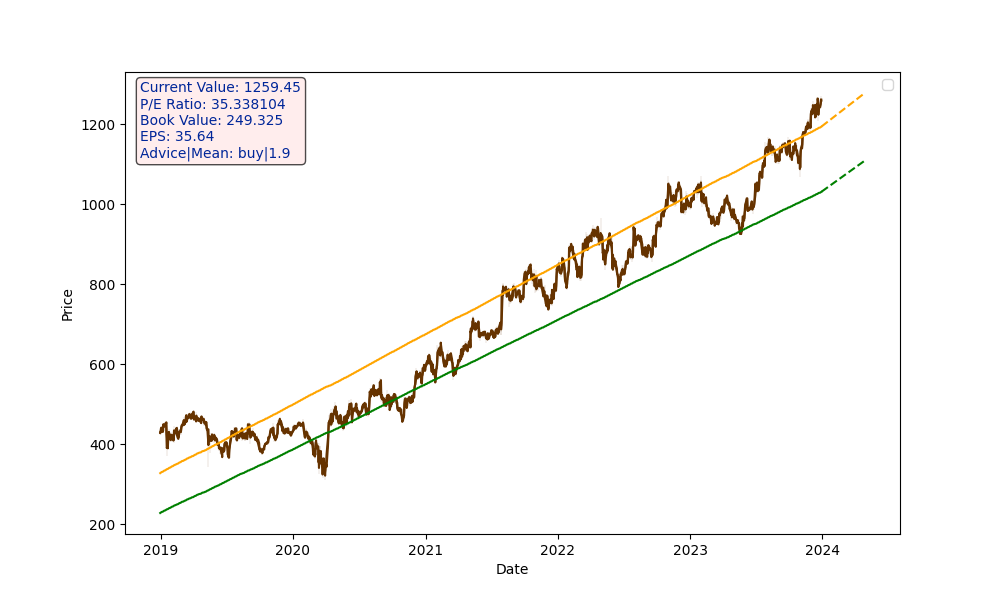 Current Value: 1259.45
P/E Ratio: 35.338104
Book Value: 249.325
EPS: 35.64
Advice|Mean: buy|1.9
1200
1000
800
600
400
200
Price
2019 2020 2021 2022 2023 2024
Date